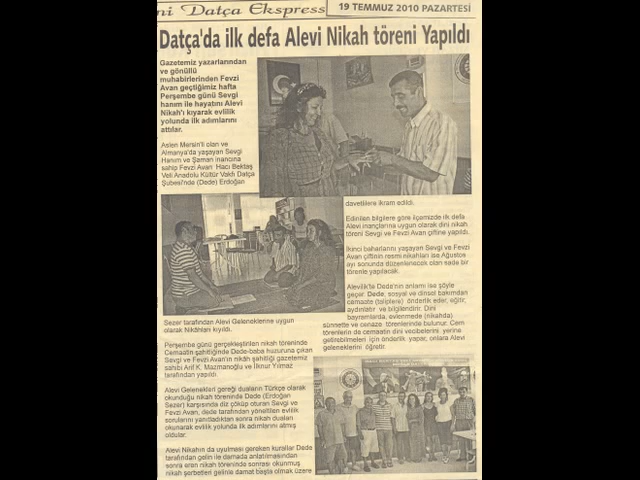 ni Datça Ekspress
19 TEMMUZ 2010 PAZARTESİ
Datça'da ilk defa Alevi Nikah töreni Yapıldı
Gazetemiz yazarlarından
ve gönüllü
muhabirlerinden Fevzi
Avan geçtiğimiz hafta
Perşembe günü Sevgi
hanım ile hayatını Alevi
Nikah'ı kıyarak evlilik
yolunda ilk adımlarını
attılar.
Aslen Mersin'li olan ve
Almanya'da yaşayan Sevgi
Hanım ve Şaman inancına
sahip Fevzi Avan Hacı Bektaş
Veli Anadolu Kültür Vakfı Datça
Şubesi'nde (Dede) Erdoğan
Sezer tarafından Alevi Geleneklerine uygun
olarak Nikâhları kıyıldı.
Perşembe günü gerçekleştirilen nikah töreninde
Cemaatin şahitliğinde Dede-baba huzuruna çıkan
Sevgi ve Fevzi Avan'ın nikâh şahitliği gazetemiz
sahibi Arif K. Mazmanoğlu ve İlknur Yılmaz
tarafından yapıldı.
Alevi Gelenekleri gereği duaların Türkçe olarak
okunduğu nikah töreninde Dede (Erdoğan
Sezer) karşısında diz çöküp oturan Sevgi ve
Fevzi Avan, dede tarafından yöneltilen evlilik
sorularını yanıtladıktan sonra nikah duaları
okunarak evlilik yolunda ilk adımlarını atmış
oldular.
Alevi Nikahın da uyulması gereken kurallar Dede
tarafından gelin ile damada anlatılmasından
sonra eren nikah töreninde sonrası okunmuş
nikah şerbetleri gelinle damat başta olmak üzere
davetlilere ikram edildi.
Edinilen bilgilere göre ilçemizde ilk defa
Alevi inançlarına uygun olarak dini nikah
töreni Sevgi ve Fevzi Avan çiftine yapıldı.
İkinci baharlarını yaşayan Sevgi ve Fevzi
Avan çiftinin resmi nikahları ise Ağustos
ayı sonunda düzenlenecek olan sade bir
törenle yapılacak.
Alevilik'te Dede'nin anlamı ise şöyle
geçer: Dede, sosyal ve dinsel bakımdan
cemaate (taliplere) önderlik eder, eğitir,
aydınlatır ve bilgilendirir. Dini
bayramlarda, evlenmede (nikahda)
sünnette ve cenaze törenlerinde bulunur. Cem
törenlerin de cemaatin dini vecibelerini yerine
getirebilmeleri için önderlik yapar, onlara Alevi
geleneklerini öğretir.